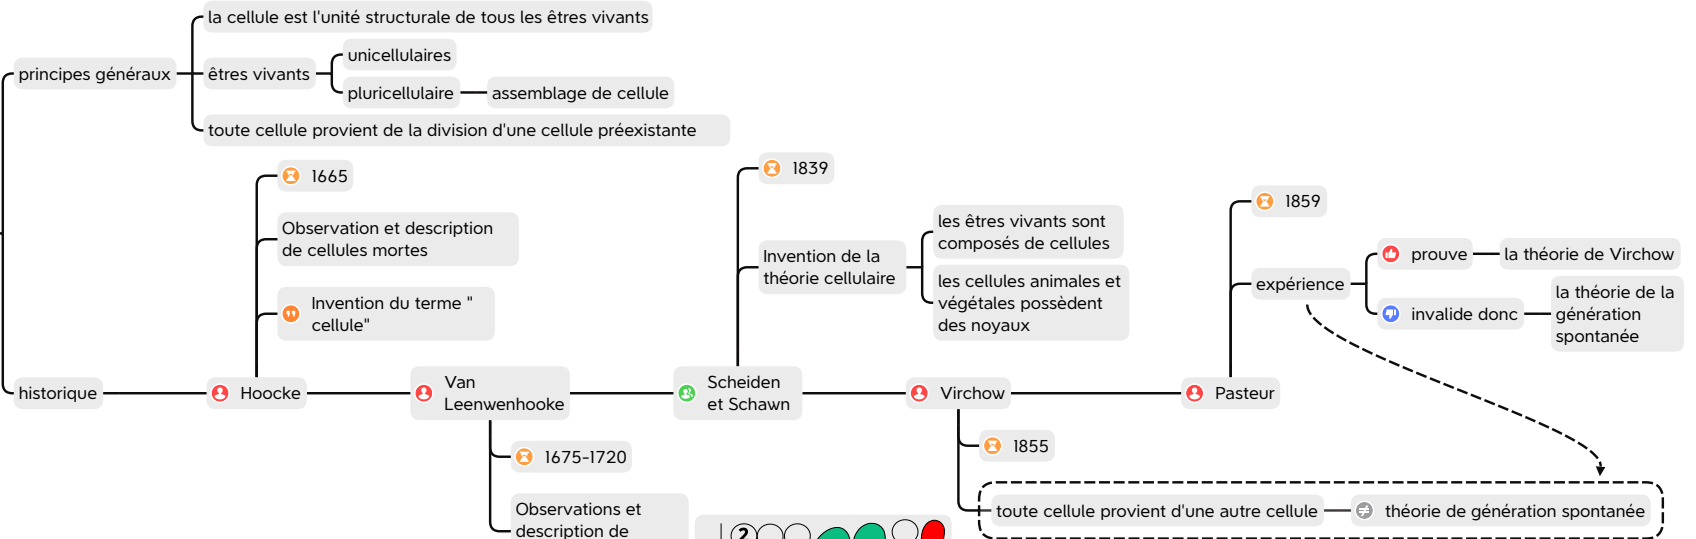 la cellule est l'unité structurale de tous les êtres vivants
principes généraux
êtres vivants
unicellulaires
pluricellulaire
assemblage de cellule
toute cellule provient de la division d'une cellule préexistante
historique
Hoocke
1665
Observation et description
de cellules mortes
Invention du terme "
cellule"
Van
Leenwenhooke
1675-1720
Observations et
description de
Scheiden
et Schawn
1839
Invention de la
théorie cellulaire
les êtres vivants sont
composés de cellules
les cellules animales et
végétales possèdent
des noyaux
Virchow
1855
toute cellule provient d'une autre cellule
≠
théorie de génération spontanée
Pasteur
1859
expérience
prouve
la théorie de Virchow
invalide donc
la théorie de la
génération
spontanée
2